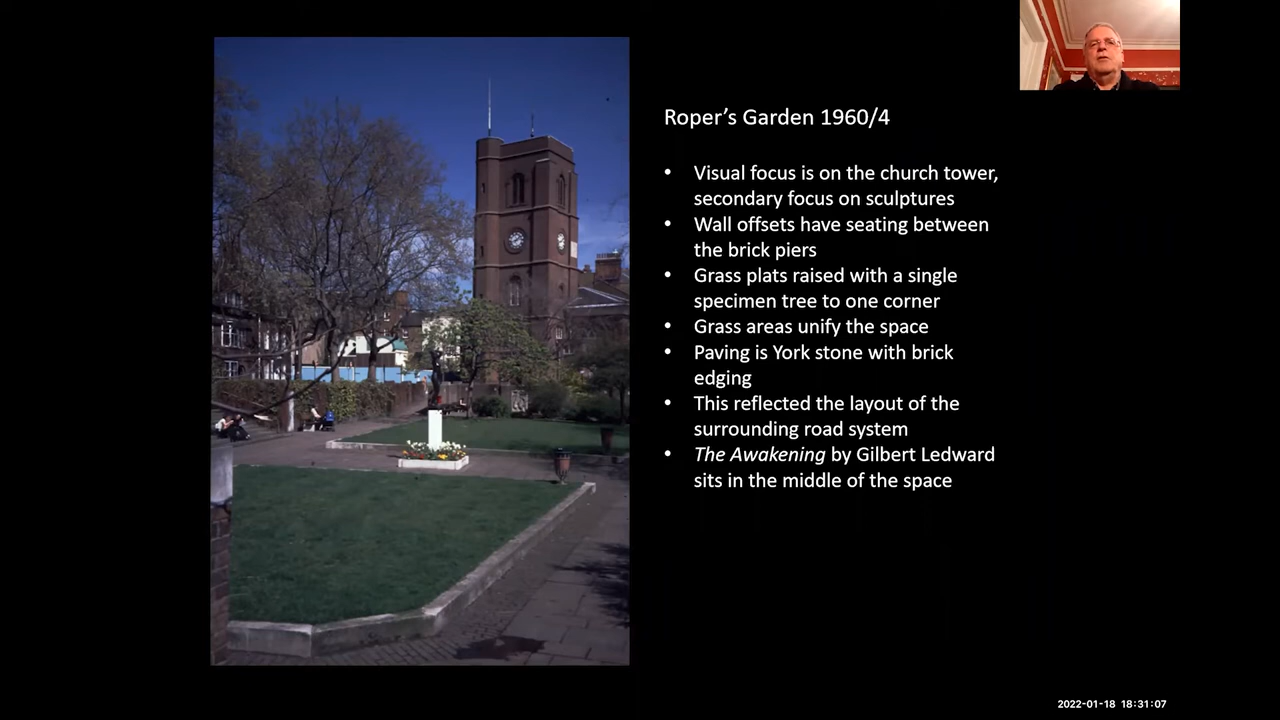 Roper’s Garden 1960/4
• Visual focus is on the church tower,
secondary focus on sculptures
• Wall offsets have seating between
the brick piers
• Grass plats raised with a single
specimen tree to one corner
• Grass areas unify the space
• Paving is York stone with brick
edging
• This reflected the layout of the
surrounding road system
• The Awakening by Gilbert Ledward
sits in the middle of the space
2022-01-18 18:31:07